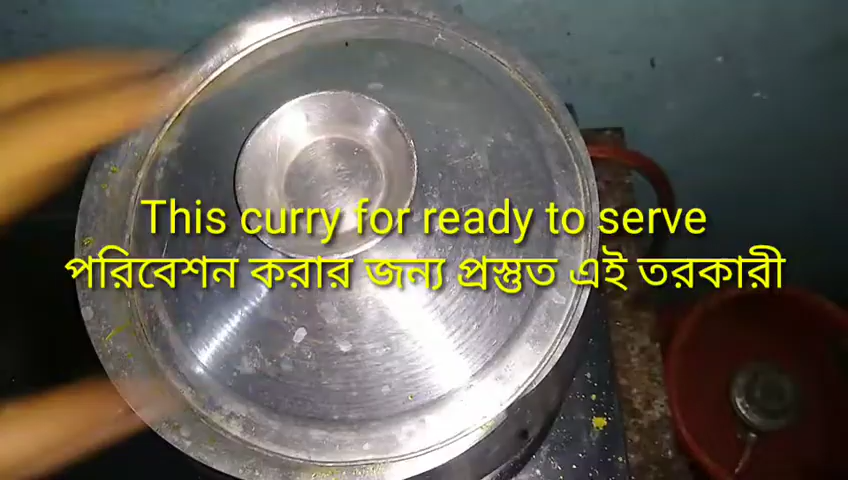 This curry for ready to serve
পরিবেশন করার জন্য প্রস্তুত এই তরকারী